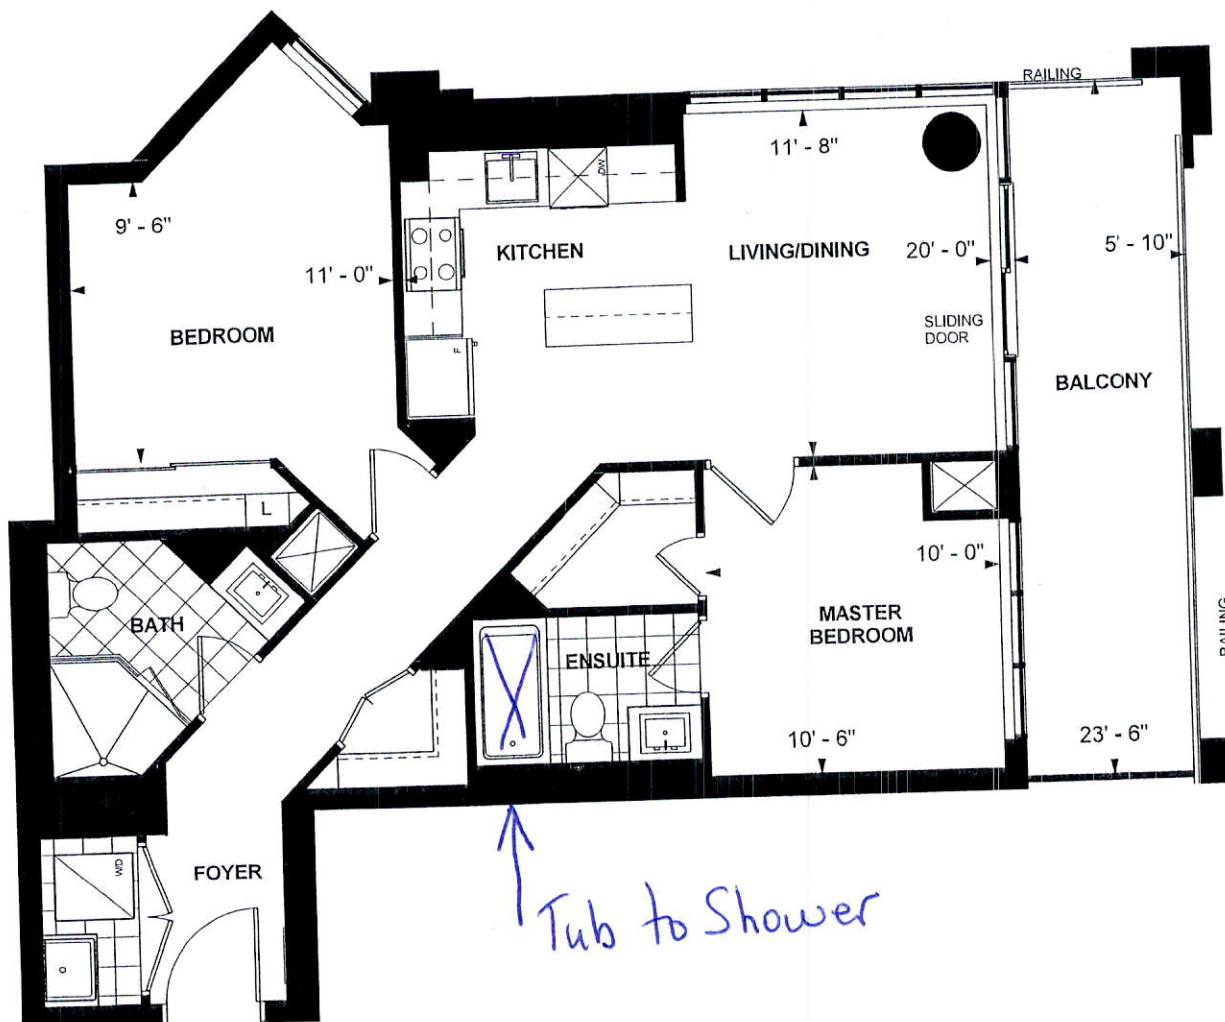 RAILING
11' - 8"
DW
9' - 6"
KITCHEN
LIVING/DINING
20' - 0"
5' - 10"
11' - 0"
BEDROOM
SLIDING
DOOR
F
BALCONY
L
10' - 0"
MASTER
BEDROOM
BATH
ENSUITE
RAILING
10' - 6"
23' - 6"
W/D
FOYER
Tub to Shower